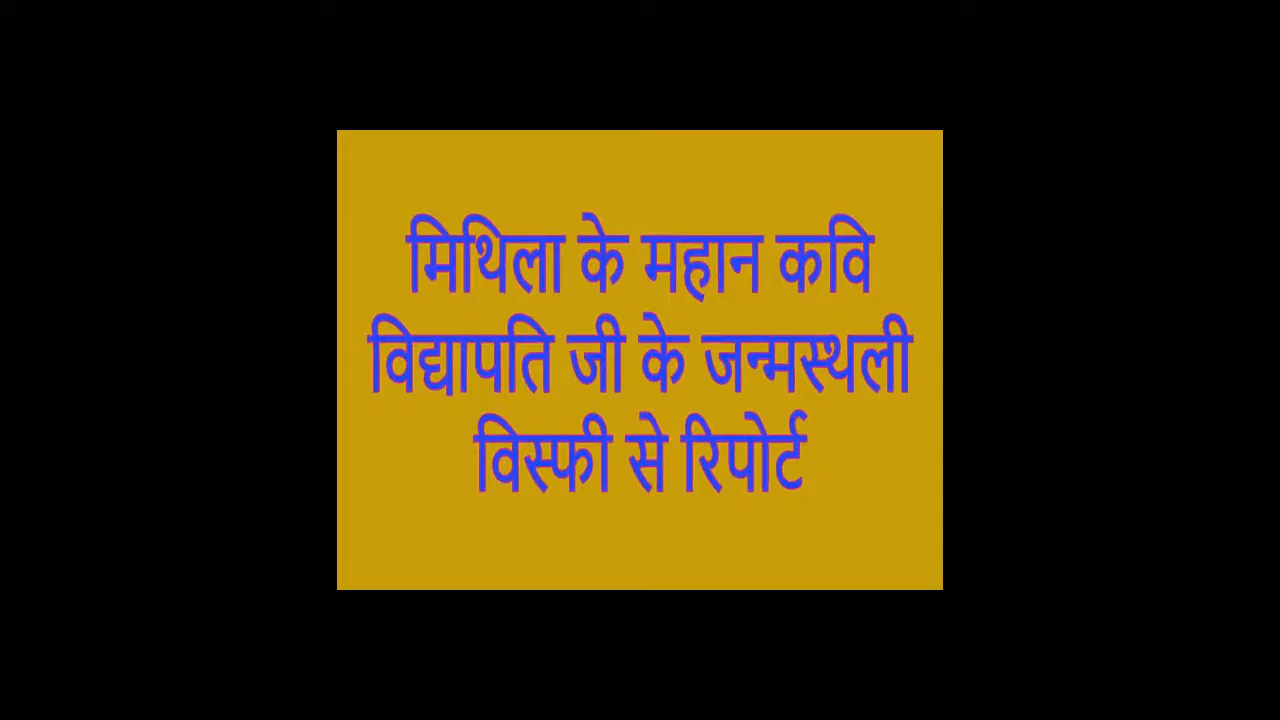 मिथिला के महान कवि
विद्यापति जी के जन्मस्थली
विस्फी से रिपोर्ट